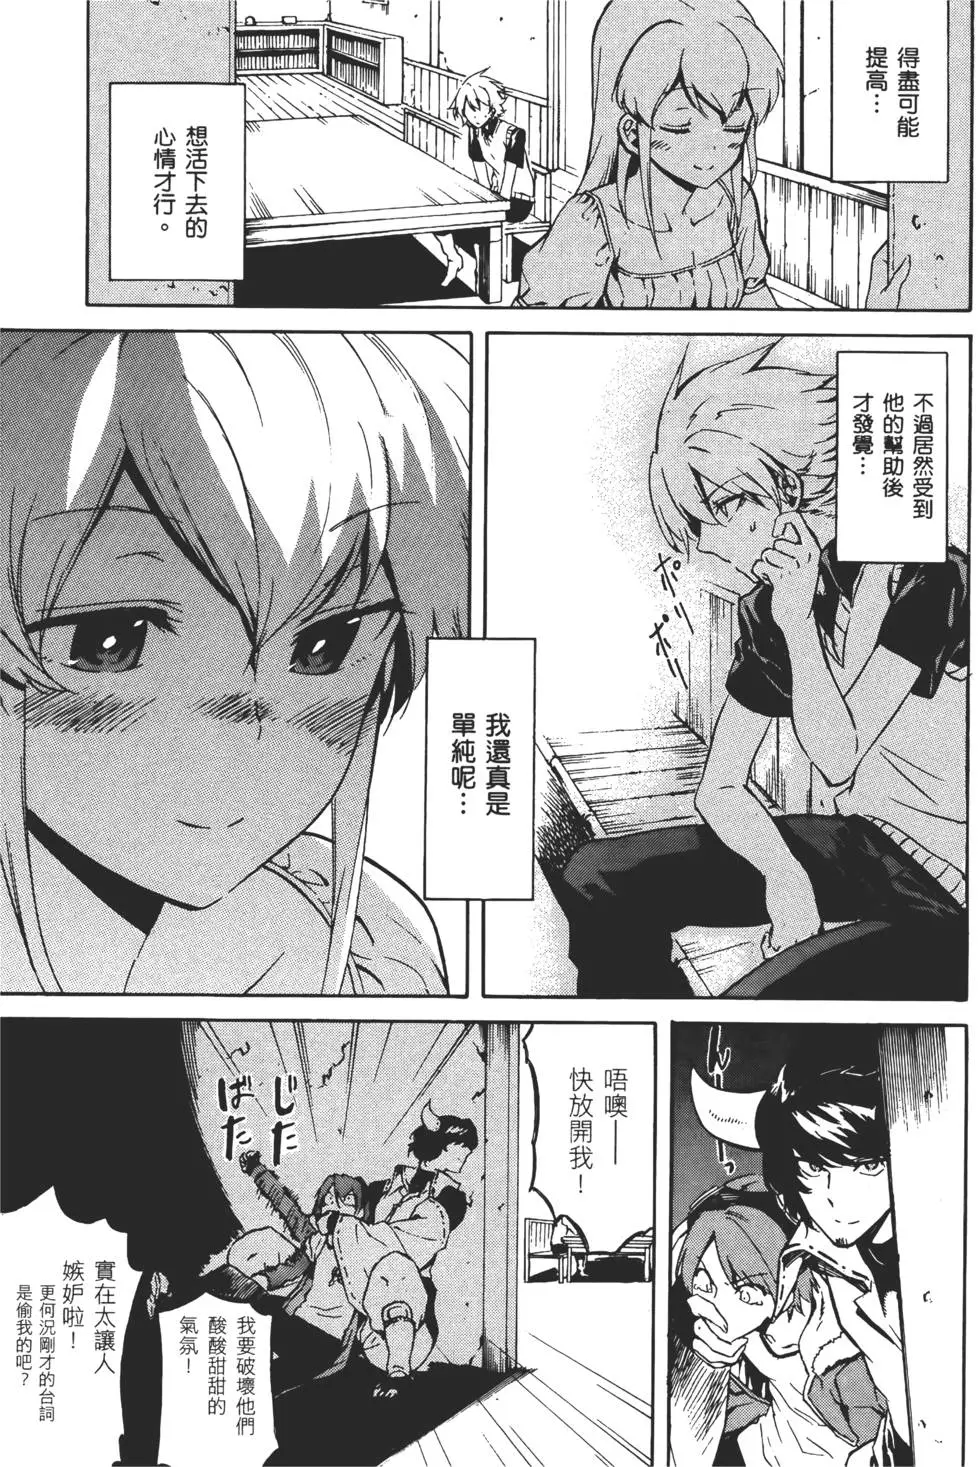 得盡可能
提高…
想活下去的
心情才行。
不過居然受到
他的幫助後
才發覺…
ポリ
ポリ
我還真是
單純呢…
唔噢——
快放開我！
じた
ばた
我要破壞他們
酸酸甜甜的
氣氛！
實在太讓人
嫉妒啦！
更何況剛才的台詞
是偷我的吧？